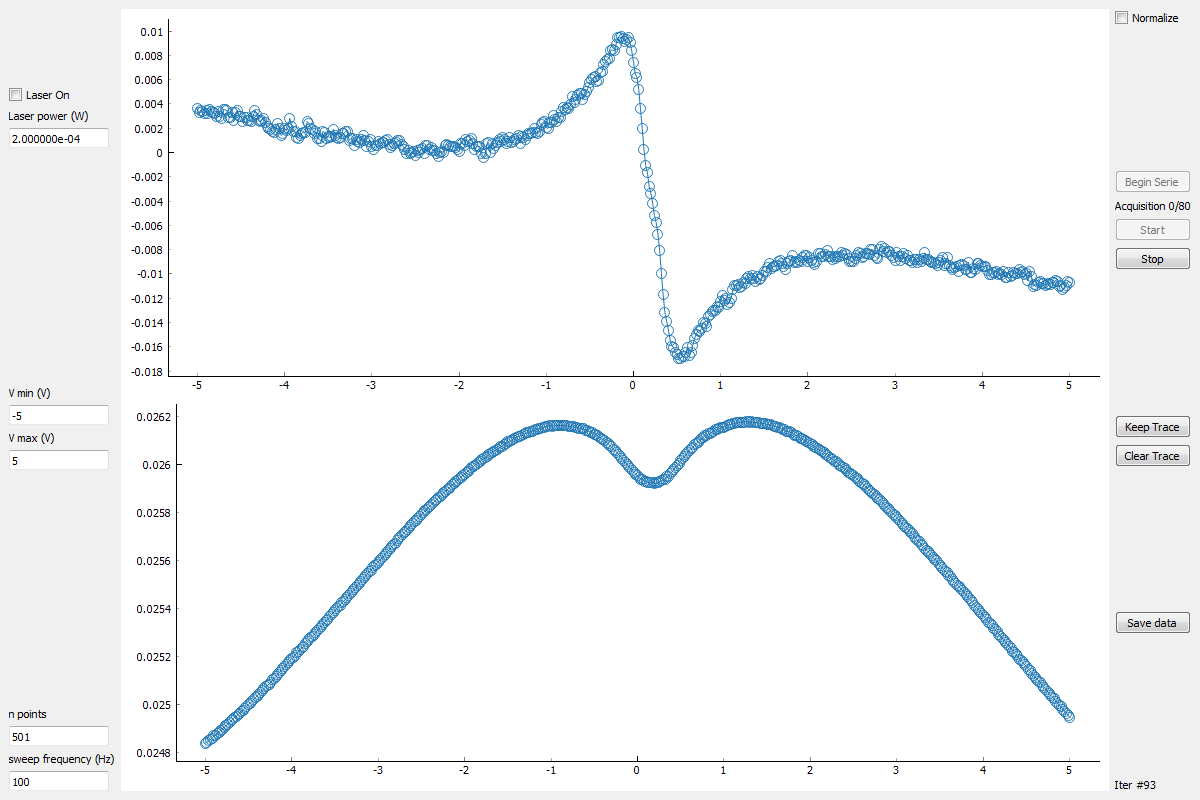 Laser On
Laser power (W)
2.000000e-04
V min (V)
-5
V max (V)
5
n points
501
sweep frequency (Hz)
100
0.01
0.008
0.006
0.004
0.002
0
-0.002
-0.004
-0.006
-0.008
-0.01
-0.012
-0.014
-0.016
-0.018
-5 -4 -3 -2 -1 0 1 2 3 4 5
0.0262
0.026
0.0258
0.0256
0.0254
0.0252
0.025
0.0248
-5 -4 -3 -2 -1 0 1 2 3 4 5
Normalize
Begin Serie
Acquisition 0/80
Start
Stop
Keep Trace
Clear Trace
Save data
Iter #93